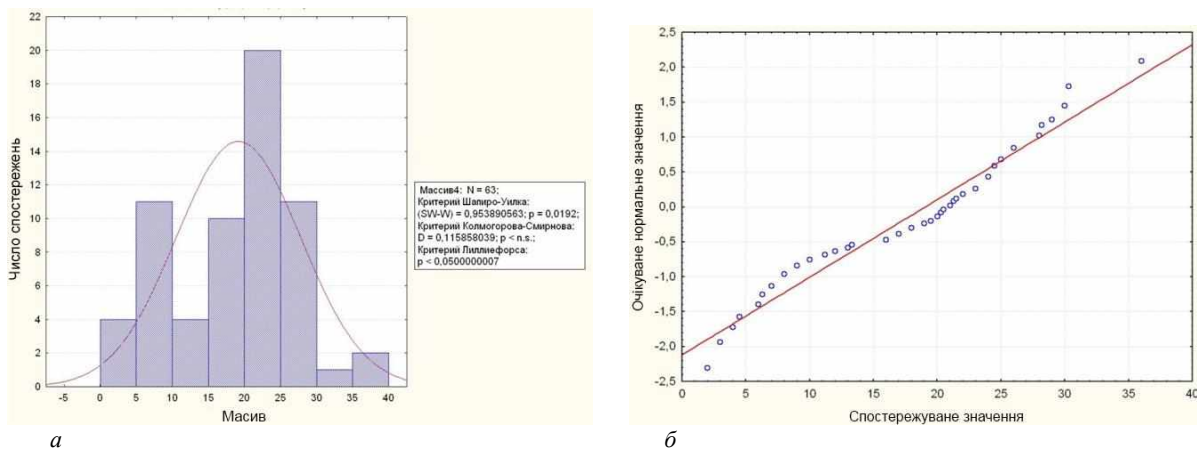 22
20
18
16
14
12
10
8
6
4
2
0
Число спостережень
-5 0 5 10 15 20 25 30 35 40
Масив
Массив4: N = 63;
Критерий Шапиро-Уилка:
(SW-W) = 0,953890563; p = 0,0192;
Критерий Колмогорова-Смирнова:
D = 0,115858039; p < n.s.;
Критерий Лиллиефорса:
p < 0,0500000007
а
2,5
2,0
1,5
1,0
0,5
0,0
-0,5
-1,0
-1,5
-2,0
-2,5
Очікуване нормальне значення
0 5 10 15 20 25 30 35 40
Спостережуване значення
б